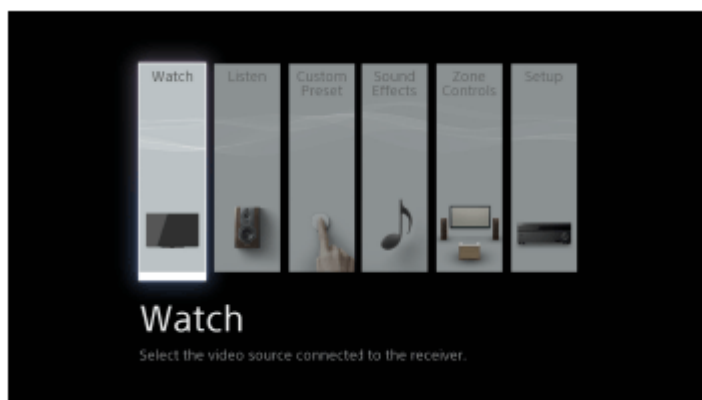 Watch
Listen
Custom
Preset
Sound
Effects
Zone
Controls
Setup
Watch
Select the video source connected to the receiver.